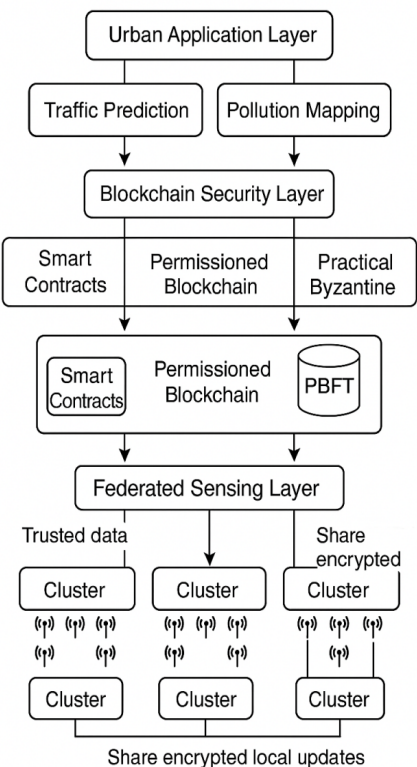 Urban Application Layer
Traffic Prediction
Pollution Mapping
Blockchain Security Layer
Smart
Contracts
Permissioned
Blockchain
Practical
Byzantine
Smart
Contracts
Permissioned
Blockchain
PBFT
Federated Sensing Layer
Trusted data
Share
encrypted
Cluster
Cluster
Cluster
Cluster
Cluster
Cluster
Share encrypted local updates